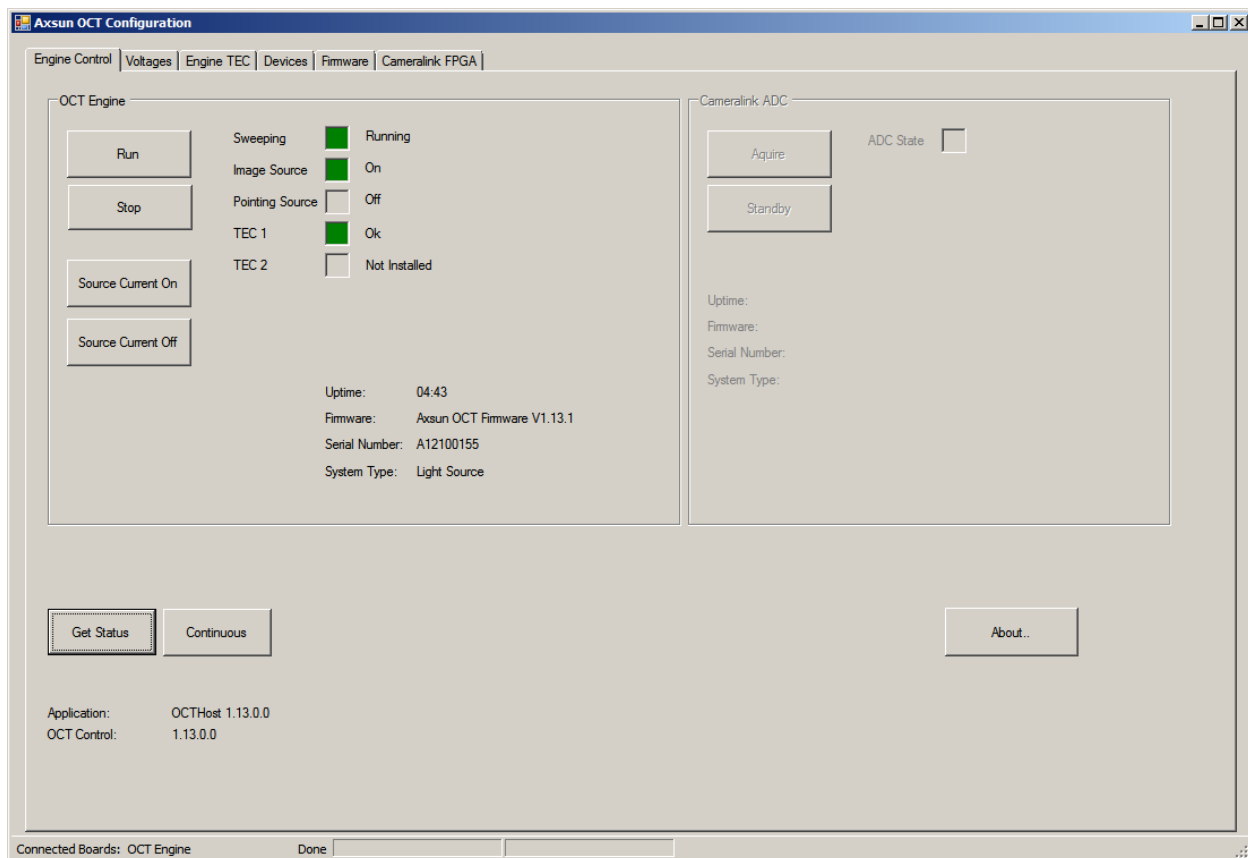 Axsun OCT Configuration
Engine Control Voltages Engine TEC Devices Firmware Cameralink FPGA
OCT Engine
Run
Stop
Source Current On
Source Current Off
Sweeping Running
Image Source On
Pointing Source Off
TEC 1 Ok
TEC 2 Not Installed
Uptime: 04:43
Firmware: Axsun OCT Firmware V1.13.1
Serial Number: A12100155
System Type: Light Source
Cameralink ADC
Aquire
Standby
ADC State
Uptime:
Firmware:
Serial Number:
System Type:
Get Status Continuous About..
Application: OCTHost 1.13.0.0
OCT Control: 1.13.0.0
Connected Boards: OCT Engine Done